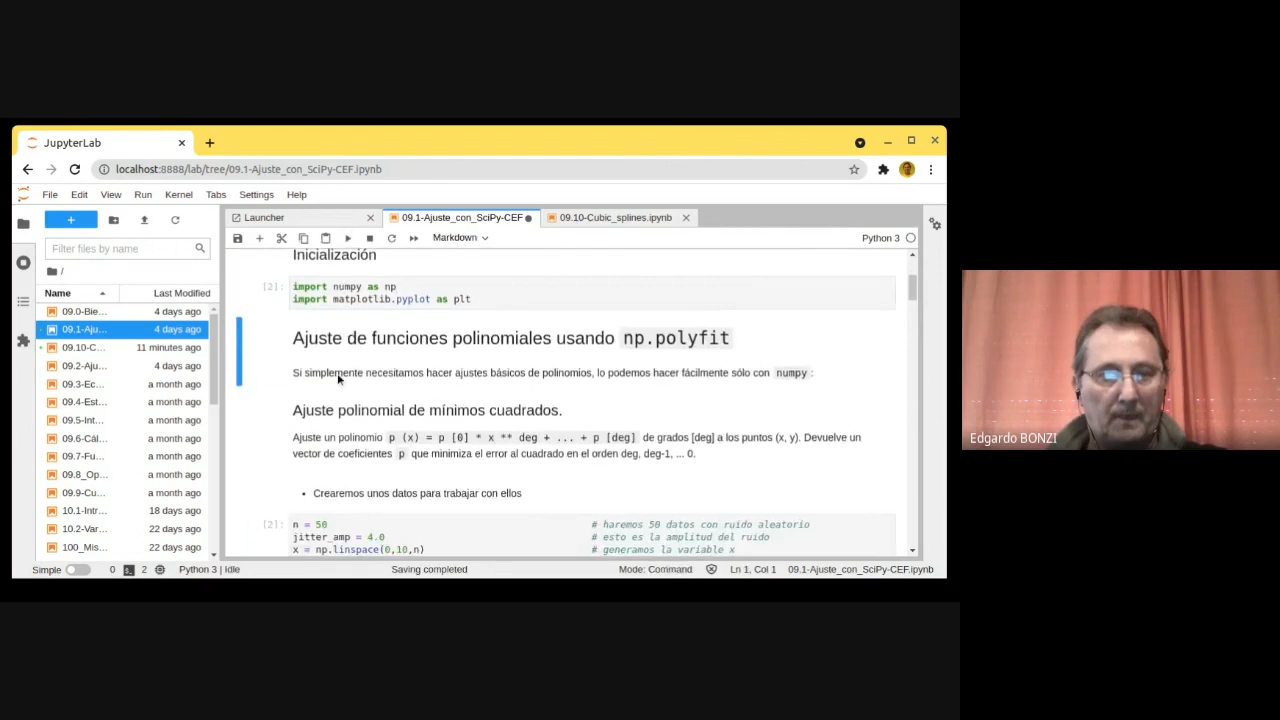 JupyterLab
localhost:8888/lab/tree/09.1-Ajuste_con_SciPy-CEF.ipynb
File Edit View Run Kernel Tabs Settings Help
Launcher 09.1-Ajuste_con_SciPy-CEF 09.10-Cubic_splines.ipynb
Markdown Python 3
Filter files by name
/
Name Last Modified
09.0-Bie... 4 days ago
09.1-Aju... 4 days ago
09.10-C... 11 minutes ago
09.2-Aju... 4 days ago
09.3-Ec... a month ago
09.4-Est... a month ago
09.5-Int... a month ago
09.6-Cál... a month ago
09.7-Fu... a month ago
09.8_Op... a month ago
09.9-Cu... a month ago
10.1-Intr... 18 days ago
10.2-Var... 22 days ago
100_Mis... 22 days ago
Inicialización
[2]: import numpy as np
import matplotlib.pyplot as plt
Ajuste de funciones polinomiales usando np.polyfit
Si simplemente necesitamos hacer ajustes básicos de polinomios, lo podemos hacer fácilmente sólo con numpy :
Ajuste polinomial de mínimos cuadrados.
Ajuste un polinomio p (x) = p [0] * x ** deg + ... + p [deg] de grados [deg] a los puntos (x, y). Devuelve un
vector de coeficientes p que minimiza el error al cuadrado en el orden deg, deg-1, ... 0.
• Crearemos unos datos para trabajar con ellos
[2]: n = 50 # haremos 50 datos con ruido aleatorio
jitter_amp = 4.0 # esto es la amplitud del ruido
x = np.linspace(0,10,n) # generamos la variable x
Simple 0 2 Python 3 | Idle Saving completed Mode: Command Ln 1, Col 1 09.1-Ajuste_con_SciPy-CEF.ipynb
Edgardo BONZI